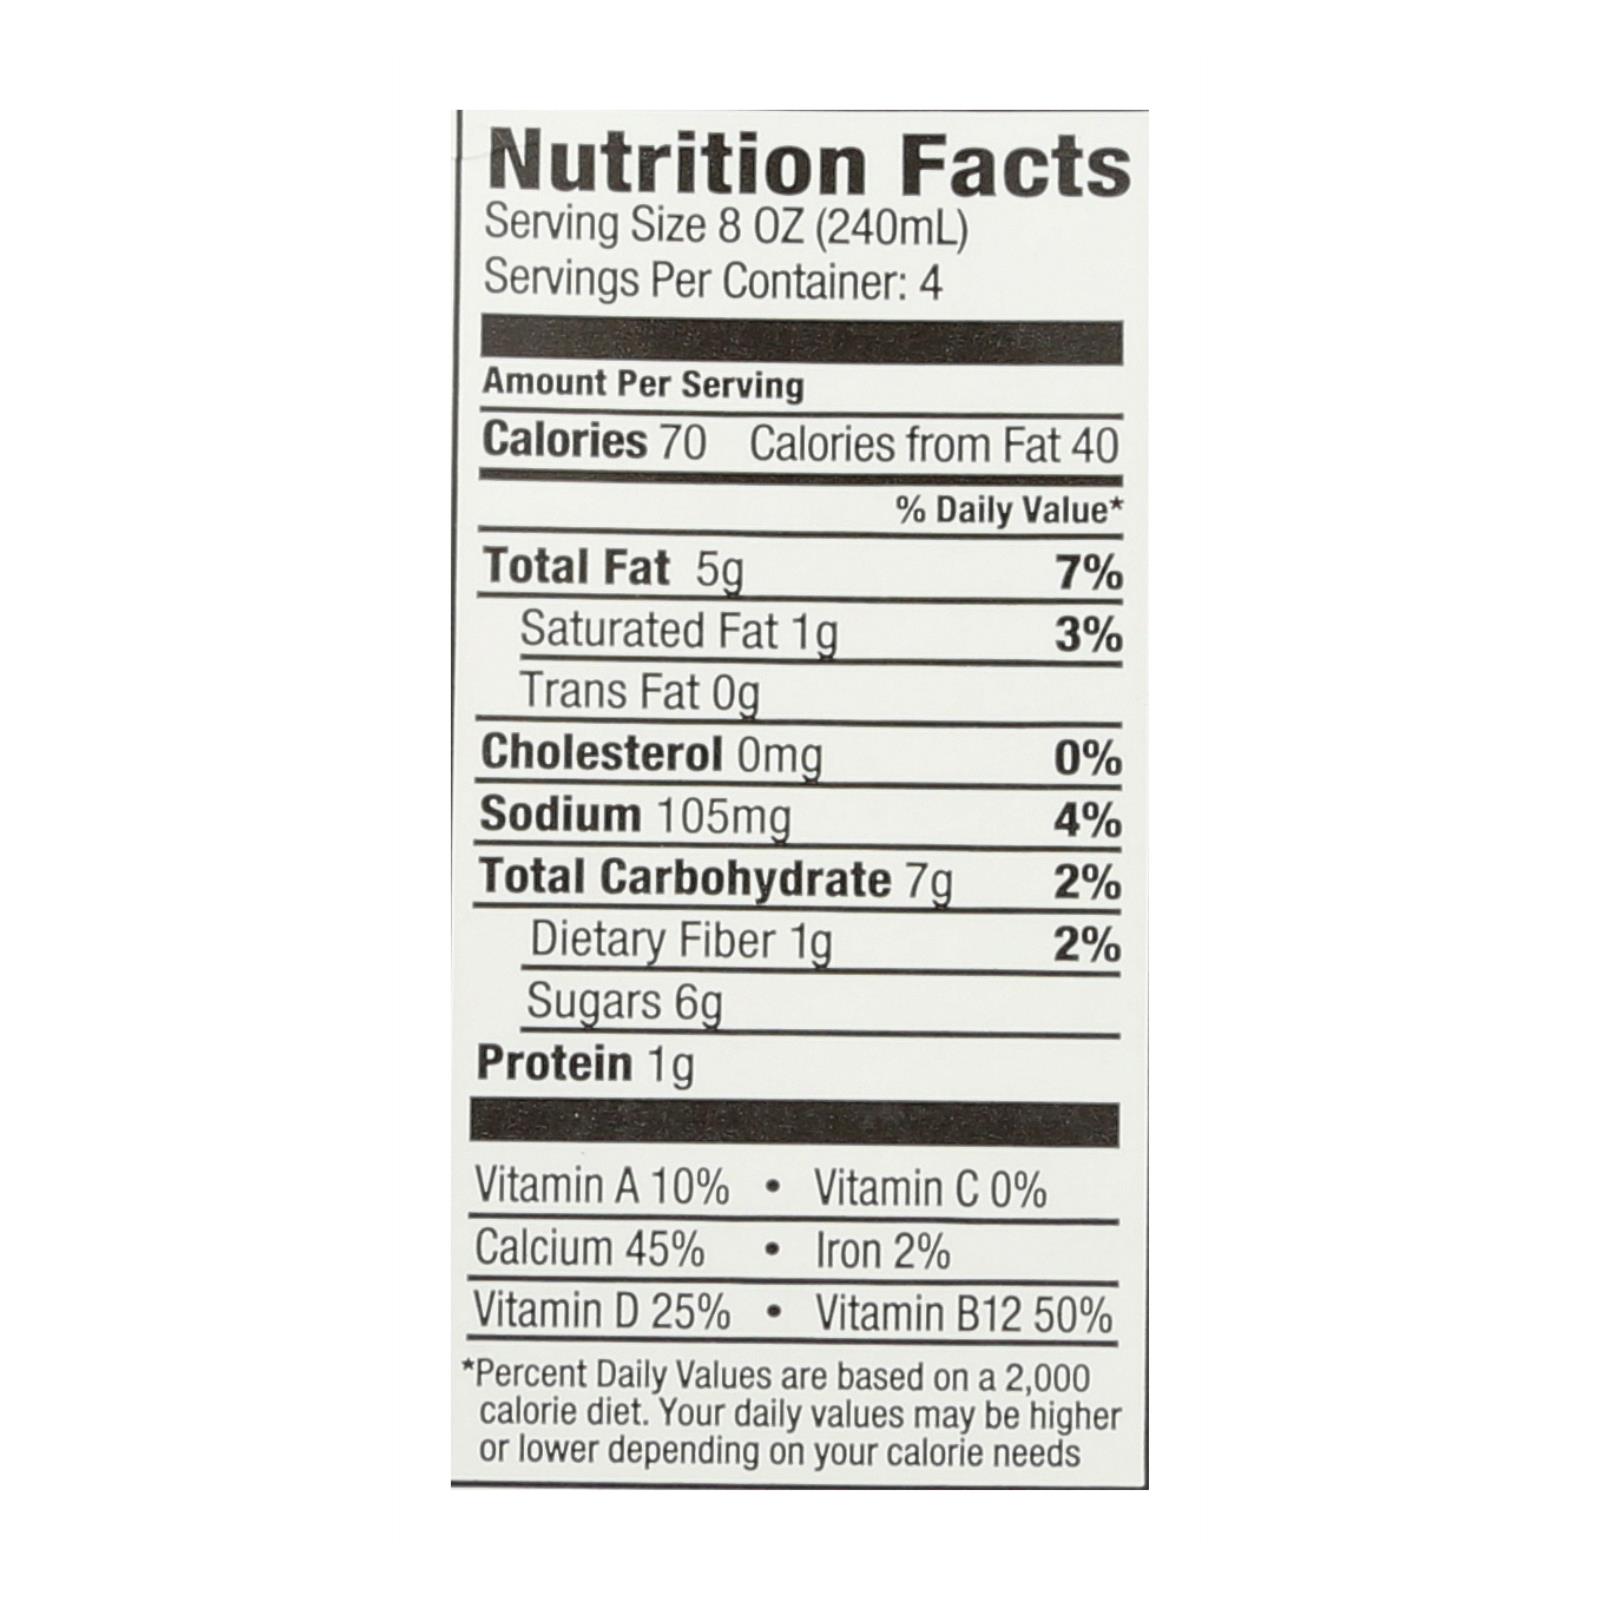 Nutrition Facts
Serving Size 8 OZ (240mL)
Servings Per Container: 4
Amount Per Serving
Calories 70 Calories from Fat 40
% Daily Value*
Total Fat 5g 7%
Saturated Fat 1g 3%
Trans Fat 0g
Cholesterol 0mg 0%
Sodium 105mg 4%
Total Carbohydrate 7g 2%
Dietary Fiber 1g 2%
Sugars 6g
Protein 1g
Vitamin A 10% • Vitamin C 0%
Calcium 45% • Iron 2%
Vitamin D 25% • Vitamin B12 50%
*Percent Daily Values are based on a 2,000
calorie diet. Your daily values may be higher
or lower depending on your calorie needs